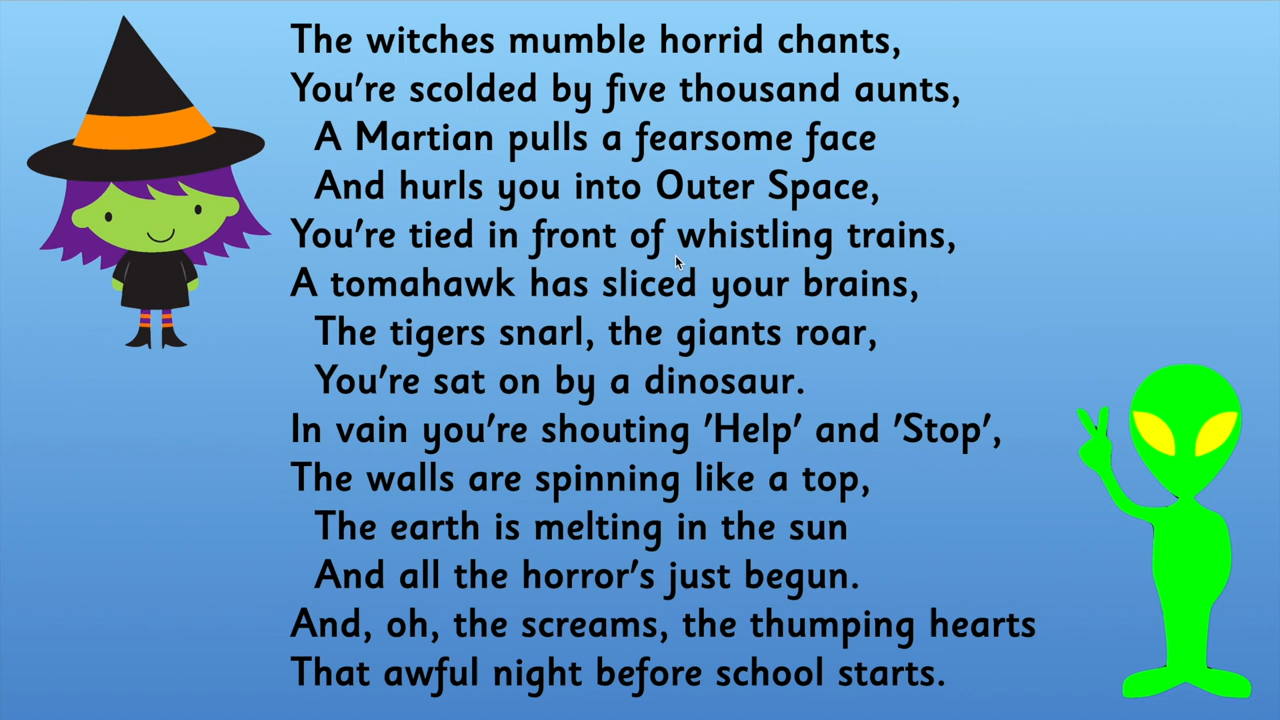 The witches mumble horrid chants,
You're scolded by five thousand aunts,
A Martian pulls a fearsome face
And hurls you into Outer Space,
You're tied in front of whistling trains,
A tomahawk has sliced your brains,
The tigers snarl, the giants roar,
You're sat on by a dinosaur.
In vain you're shouting 'Help' and 'Stop',
The walls are spinning like a top,
The earth is melting in the sun
And all the horror's just begun.
And, oh, the screams, the thumping hearts
That awful night before school starts.